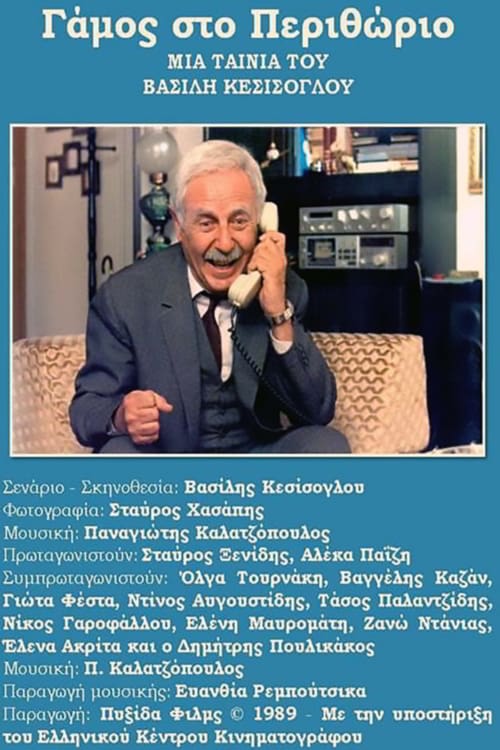 Γάμος στο Περιθώριο
ΜΙΑ ΤΑΙΝΙΑ ΤΟΥ
ΒΑΣΙΛΗ ΚΕΣΙΣΟΓΛΟΥ
Σενάριο - Σκηνοθεσία: Βασίλης Κεσίσογλου
Φωτογραφία: Σταύρος Χασάπης
Μουσική: Παναγιώτης Καλατζόπουλος
Πρωταγωνιστούν: Σταύρος Ξενίδης, Αλέκα Παΐζη
Συμπρωταγωνιστούν: Όλγα Τουρνάκη, Βαγγέλης Καζάν,
Γιώτα Φέστα, Ντίνος Αυγουστίδης, Τάσος Παλαντζίδης,
Νίκος Γαροφάλλου, Ελένη Μαυρομάτη, Ζανώ Ντάνιας,
Έλενα Ακρίτα και ο Δημήτρης Πουλικάκος
Μουσική: Π. Καλατζόπουλος
Παραγωγή μουσικής: Ευανθία Ρεμπούτσικα
Παραγωγή: Πυξίδα Φιλμς © 1989 - Με την υποστήριξη
του Ελληνικού Κέντρου Κινηματογράφου